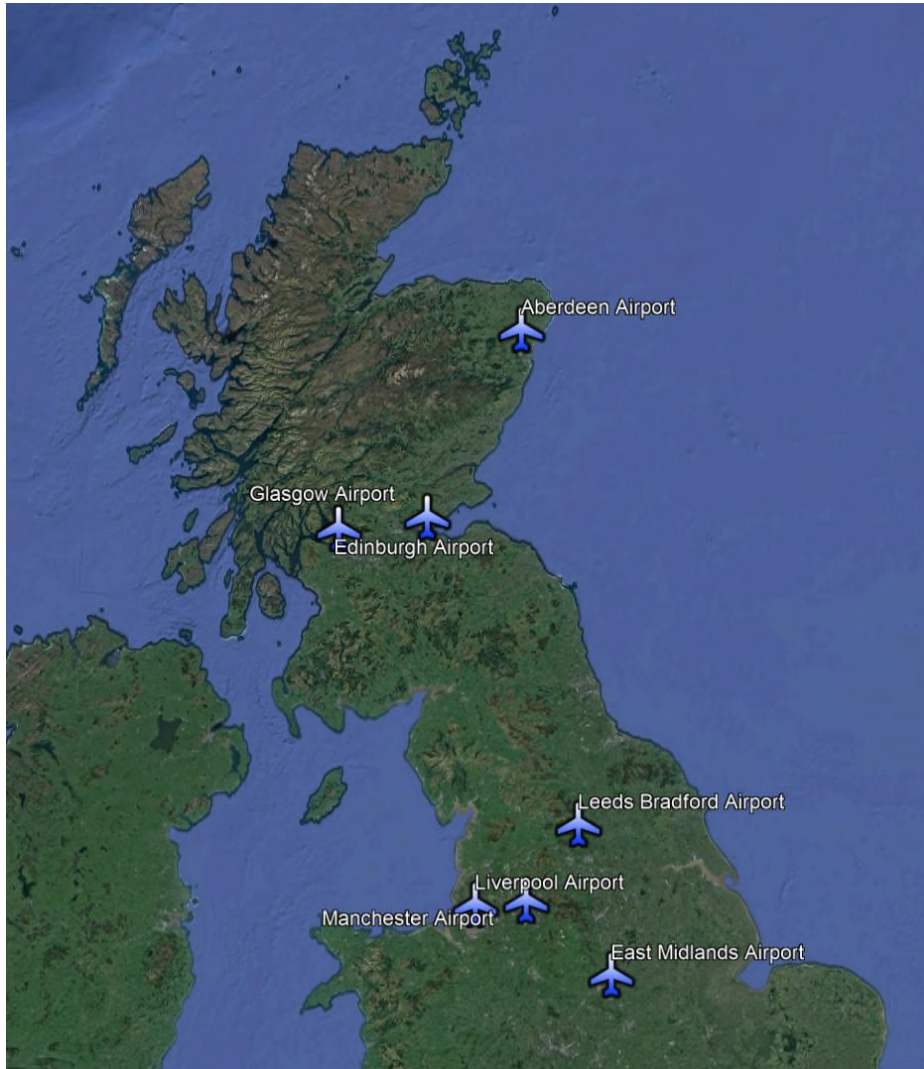 Aberdeen Airport
Glasgow Airport
Edinburgh Airport
Leeds Bradford Airport
Liverpool Airport
Manchester Airport
East Midlands Airport